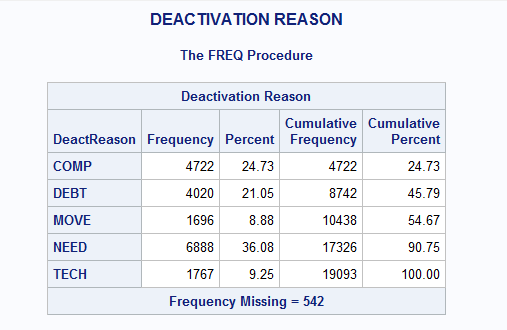 DEACTIVATION REASON
The FREQ Procedure
Deactivation Reason
DeactReason Frequency Percent Cumulative Frequency Cumulative Percent
COMP 4722 24.73 4722 24.73
DEBT 4020 21.05 8742 45.79
MOVE 1696 8.88 10438 54.67
NEED 6888 36.08 17326 90.75
TECH 1767 9.25 19093 100.00
Frequency Missing = 542